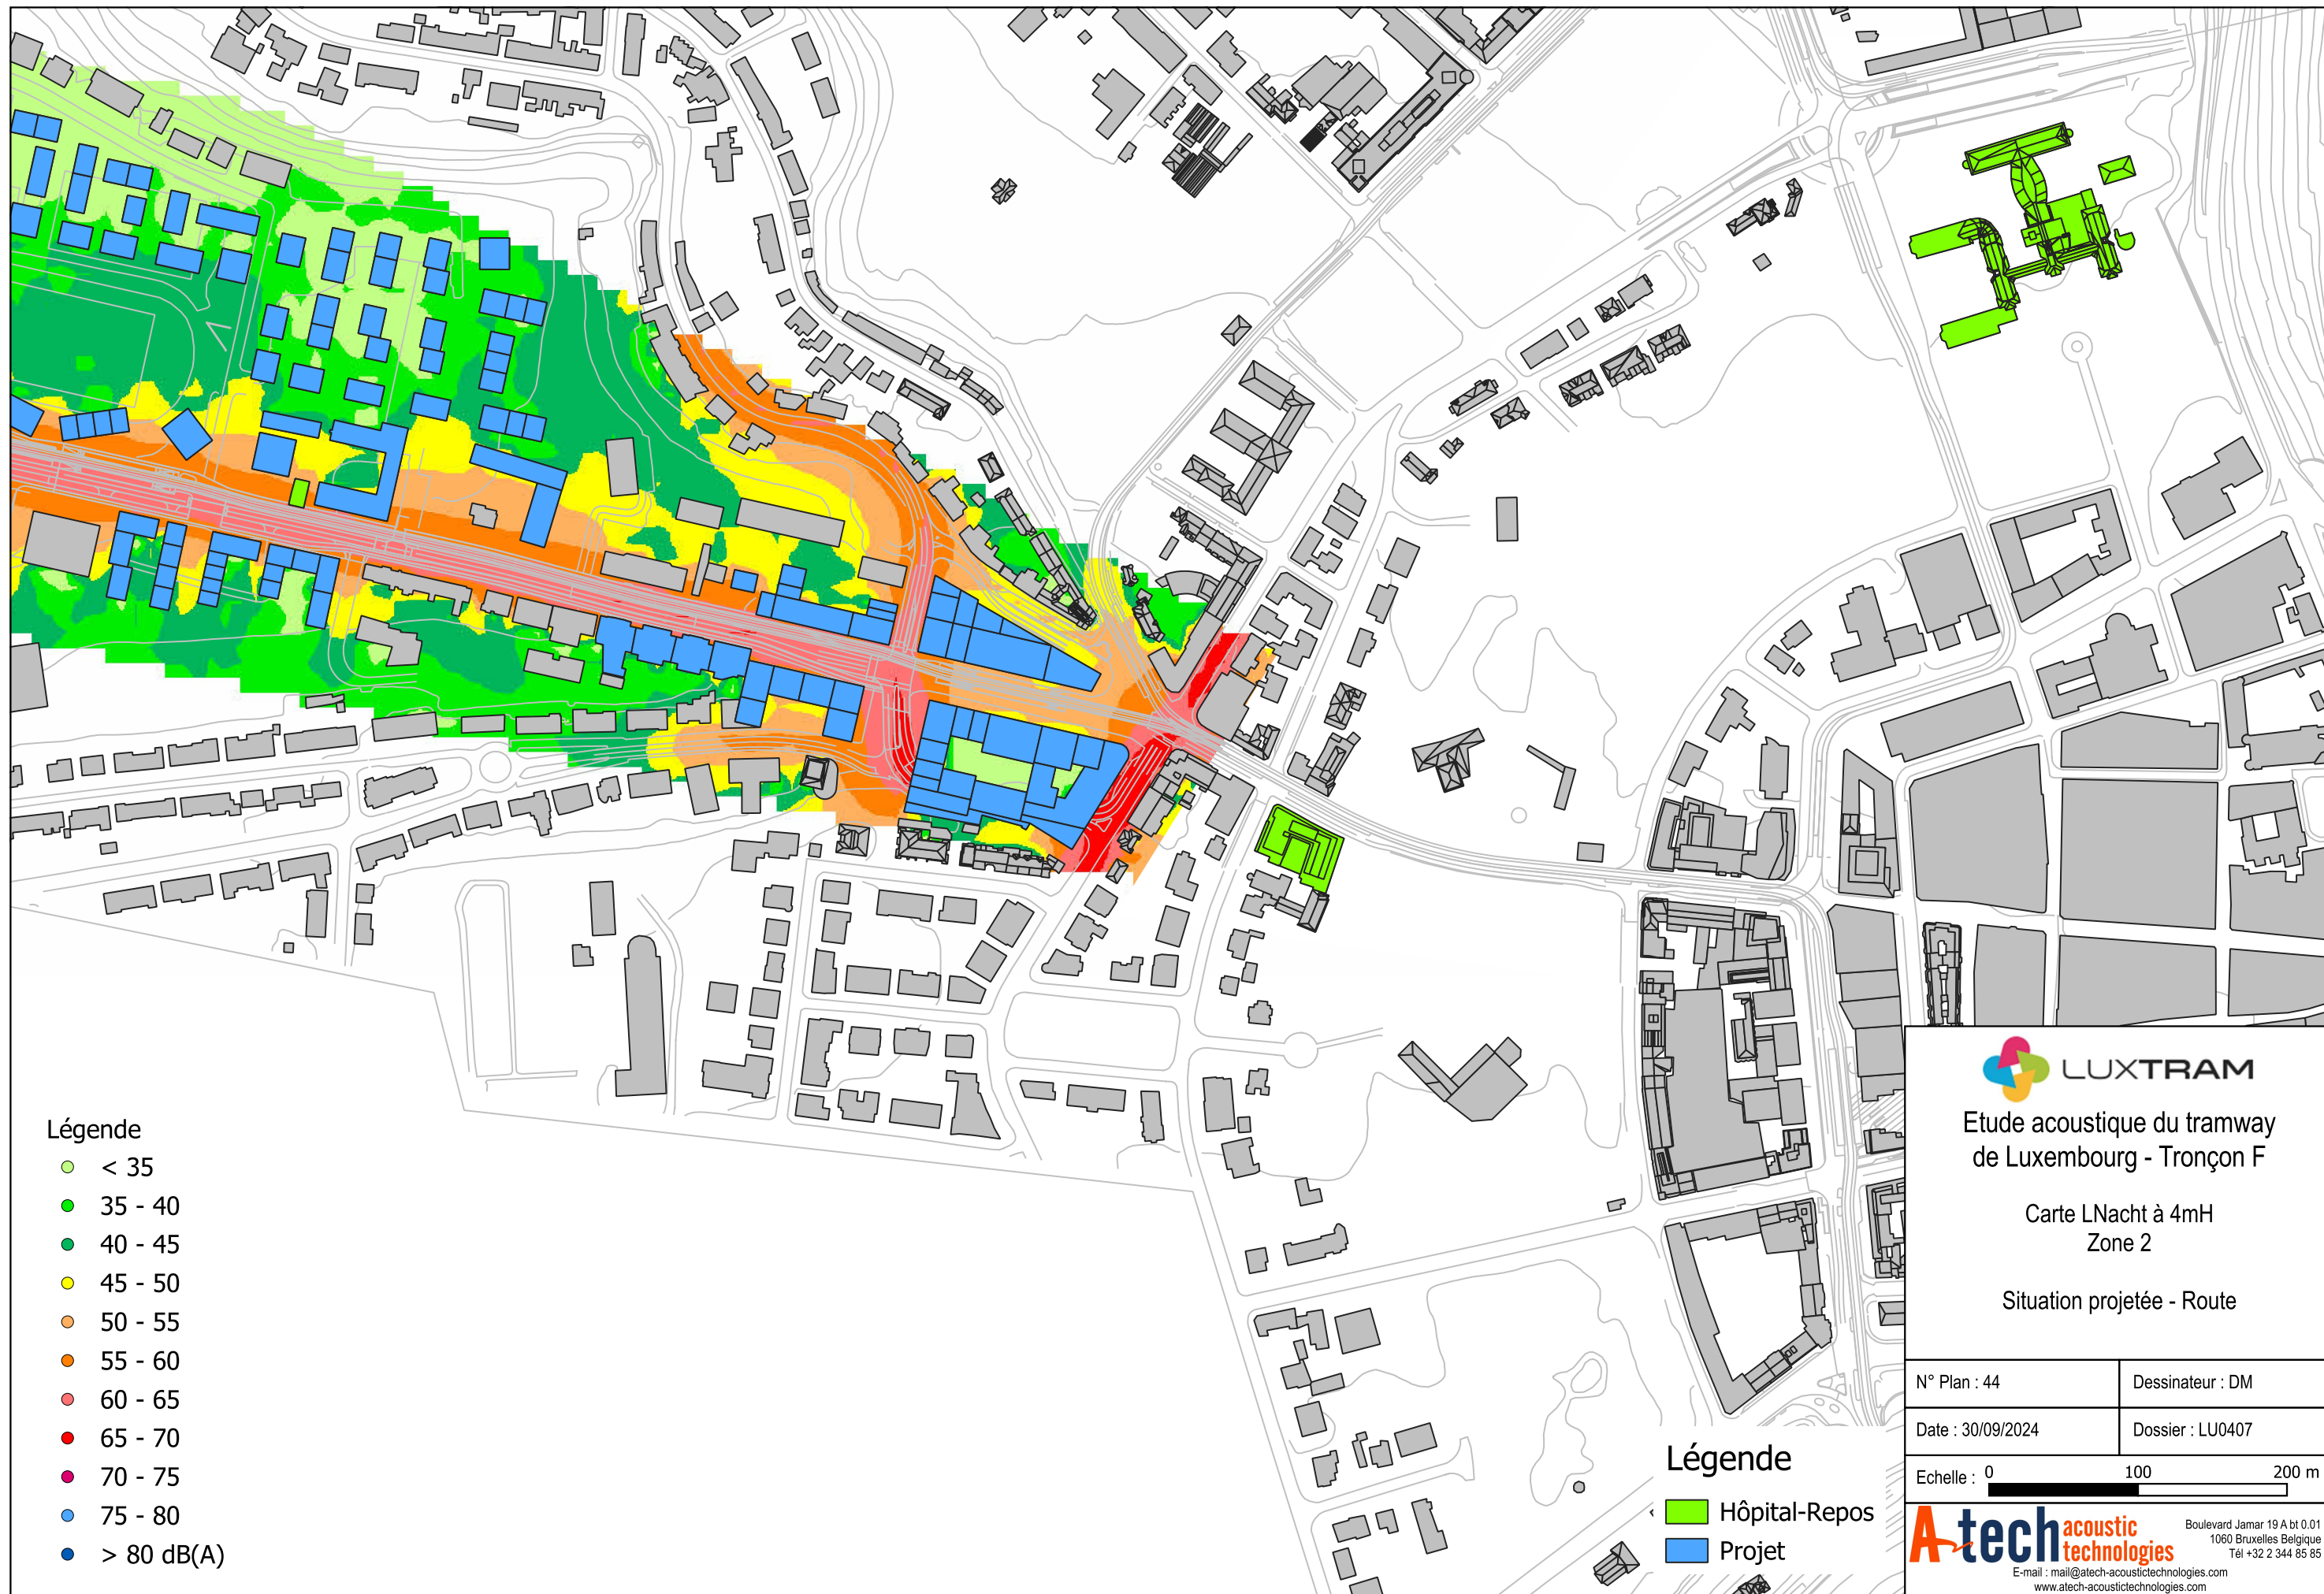 Légende
< 35
35 - 40
40 - 45
45 - 50
50 - 55
55 - 60
60 - 65
65 - 70
70 - 75
75 - 80
> 80 dB(A)
Légende
Hôpital-Repos
Projet
LUXTRAM
Etude acoustique du tramway
de Luxembourg - Tronçon F
Carte LNacht à 4mH
Zone 2
Situation projetée - Route
N° Plan : 44
Dessinateur : DM
Date : 30/09/2024
Dossier : LU0407
Echelle : 0 100 200 m
A-tech acoustic technologies
Boulevard Jamar 19 A bt 0.01
1060 Bruxelles Belgique
Tél +32 2 344 85 85
E-mail : mail@atech-acoustictechnologies.com
www.atech-acoustictechnologies.com